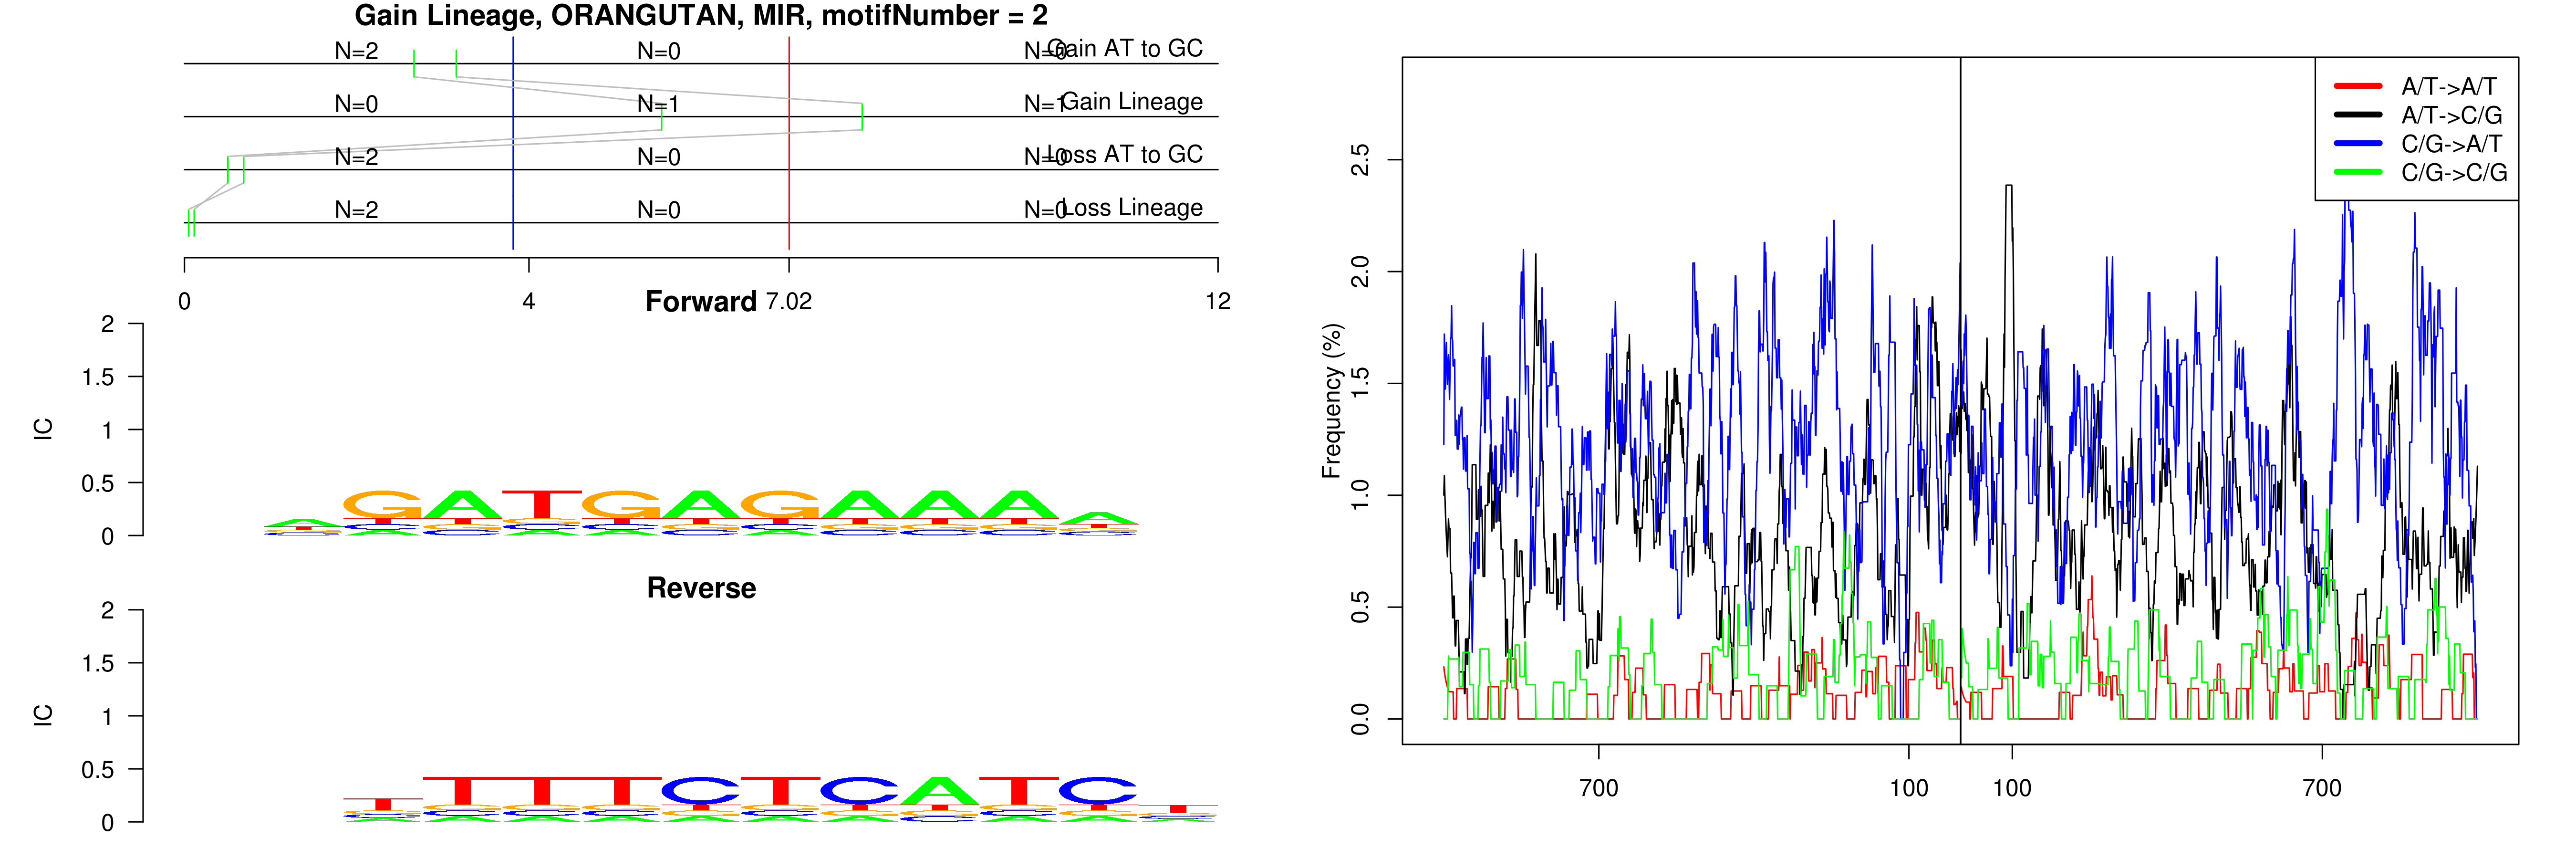 Gain Lineage, ORANGUTAN, MIR, motifNumber = 2
N=2 N=0 N=0 Gain AT to GC
N=0 N=1 N=1 Gain Lineage
N=2 N=0 N=0 Loss AT to GC
N=2 N=0 N=0 Loss Lineage
0 4 7.02 12
Forward
2
1.5
1
0.5
0
IC
A G A T G A G A A A A
Reverse
2
1.5
1
0.5
0
IC
T T T T C T C A T C T
A/T->A/T
A/T->C/G
C/G->A/T
C/G->C/G
Frequency (%)
2.5
2.0
1.5
1.0
0.5
0.0
700 100 100 700